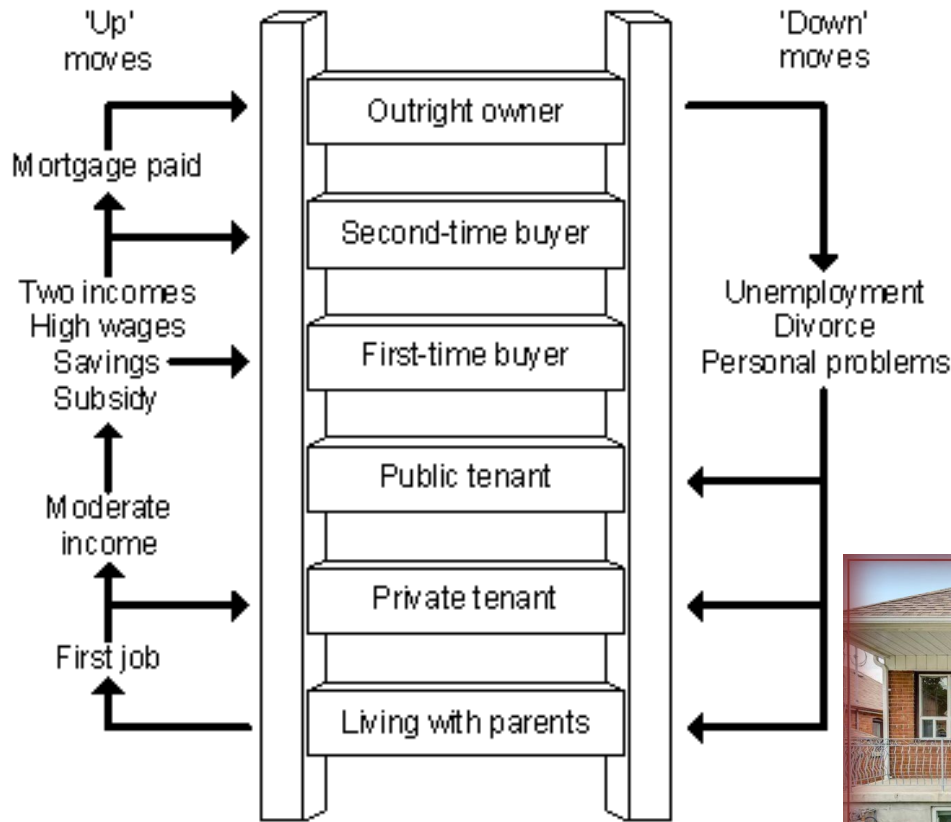 'Up'
moves
'Down'
moves
Outright owner
Mortgage paid
Second-time buyer
Two incomes
High wages
Savings
Subsidy
Unemployment
Divorce
Personal problems
First-time buyer
Public tenant
Moderate
income
Private tenant
First job
Living with parents